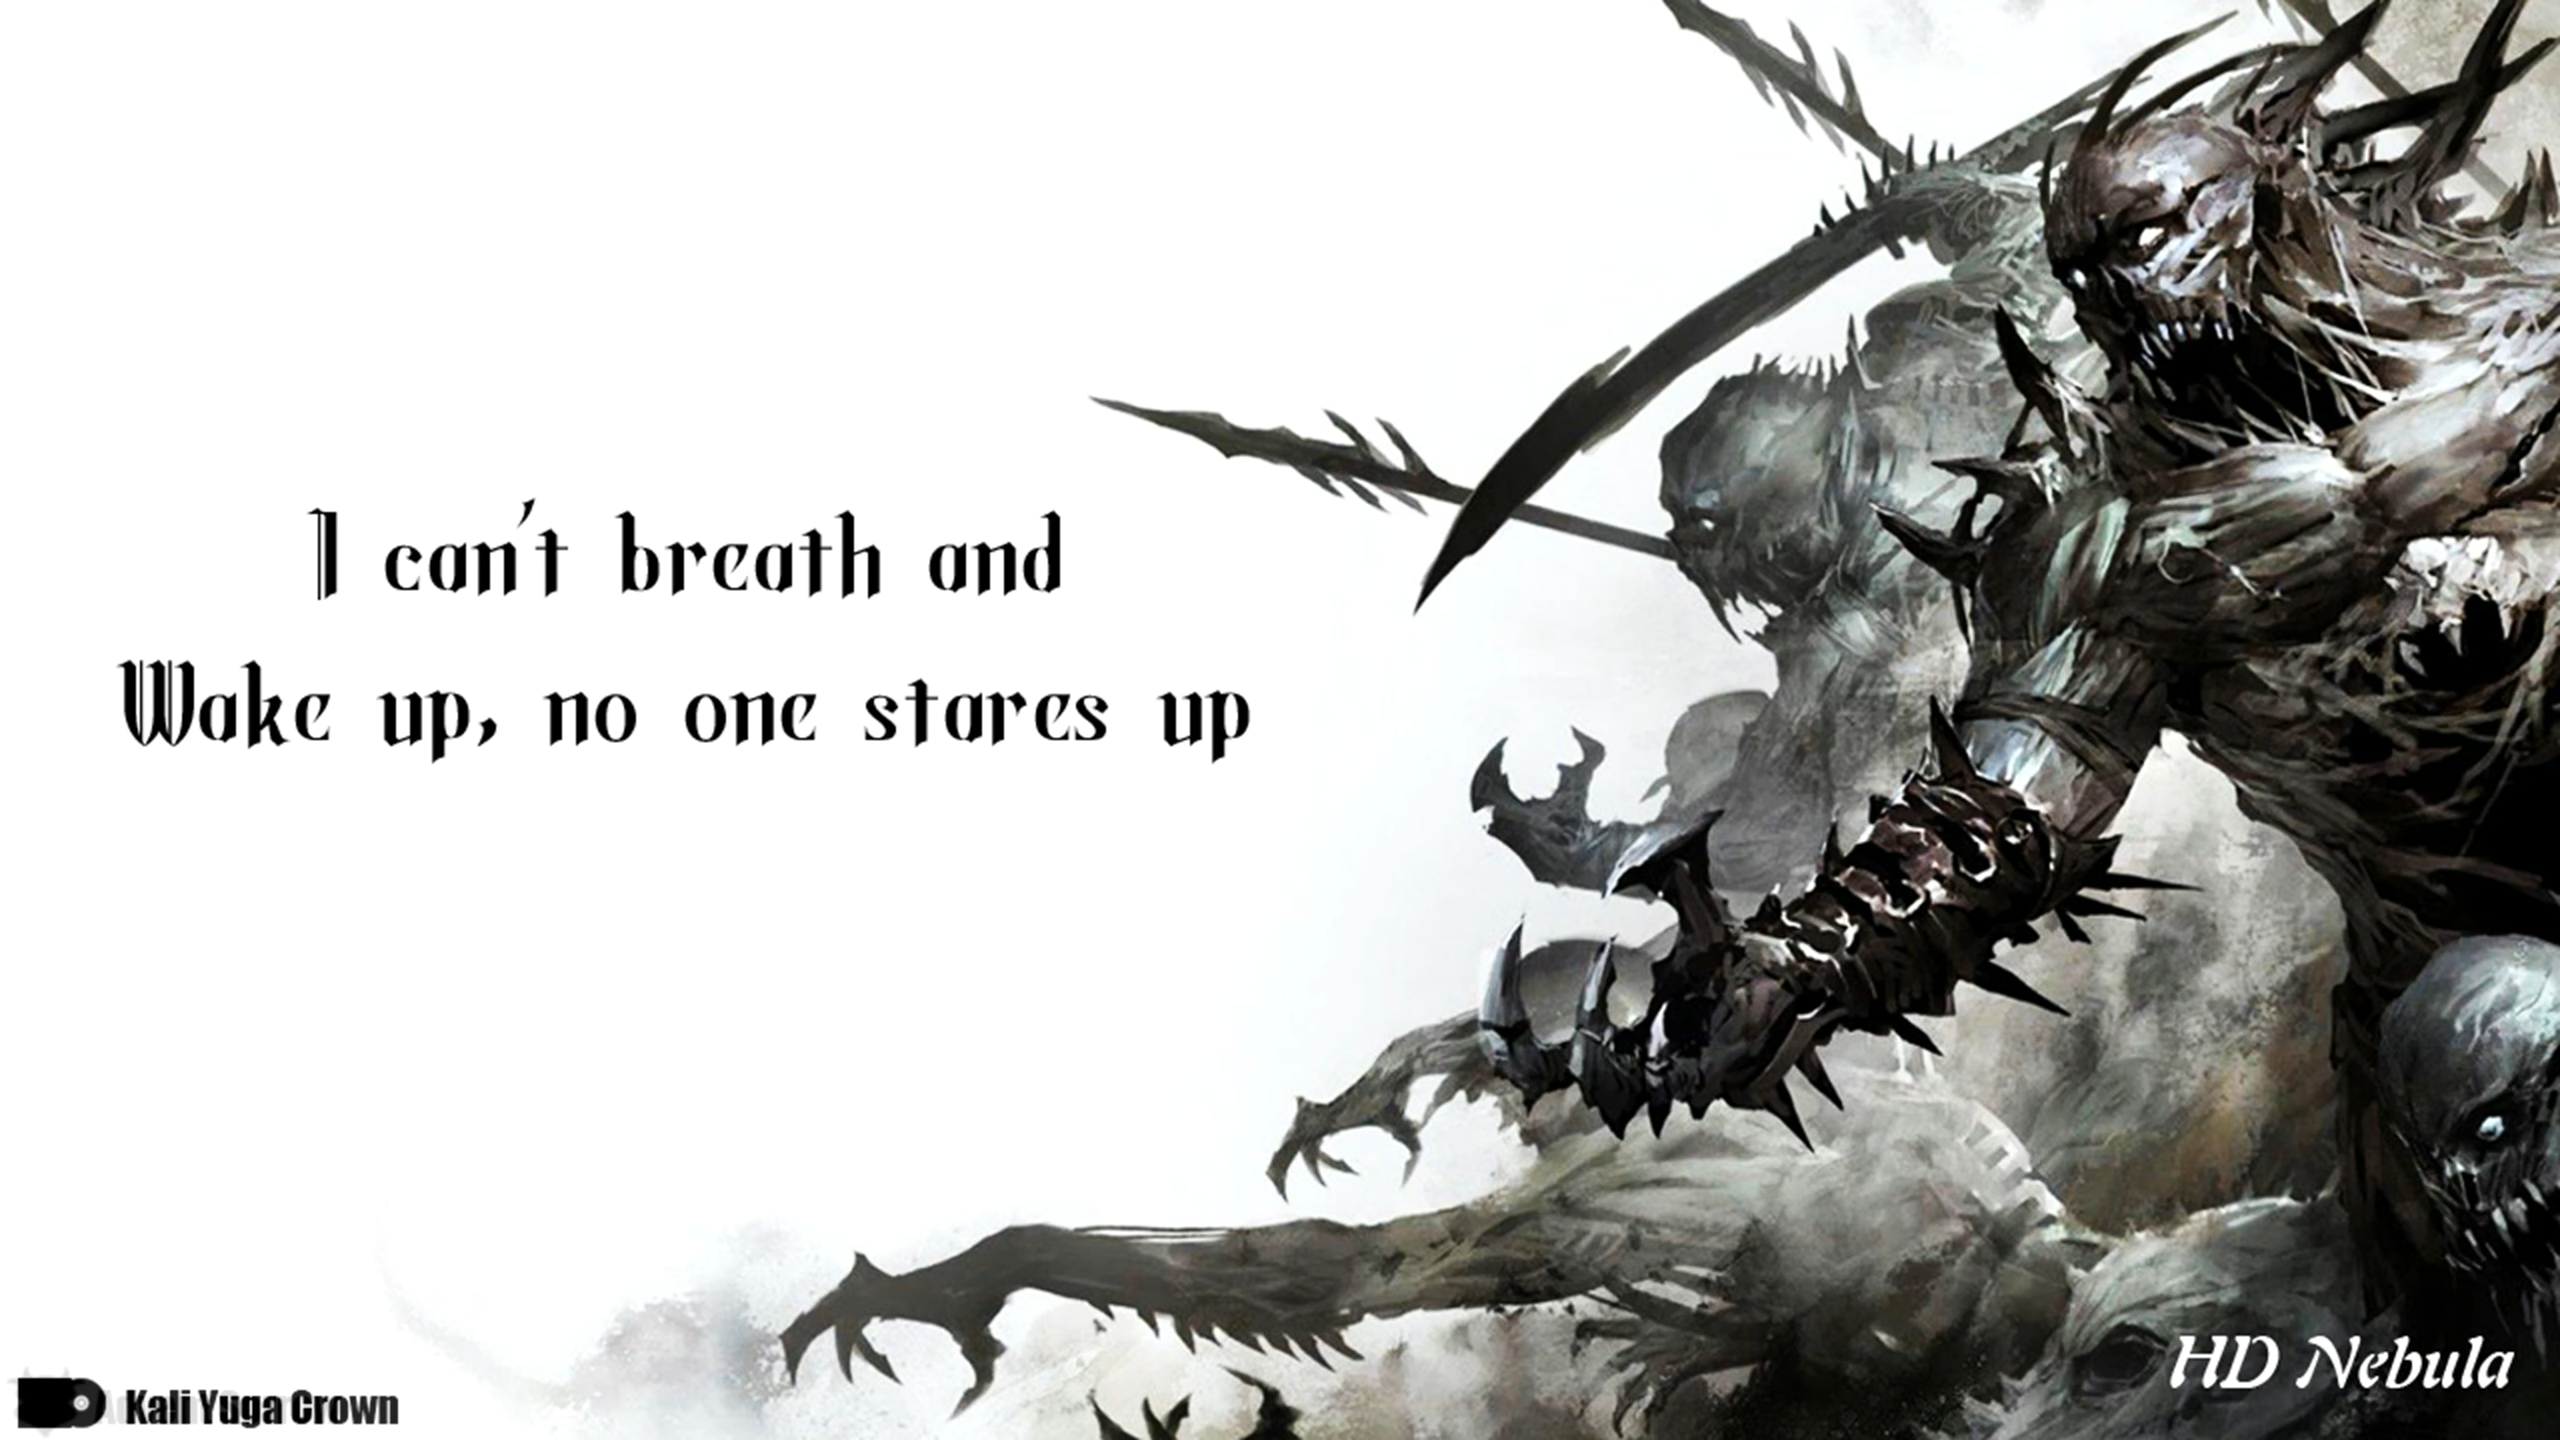 I can't breath and
Wake up, no one stares up
Kali Yuga Crown
HD Nebula